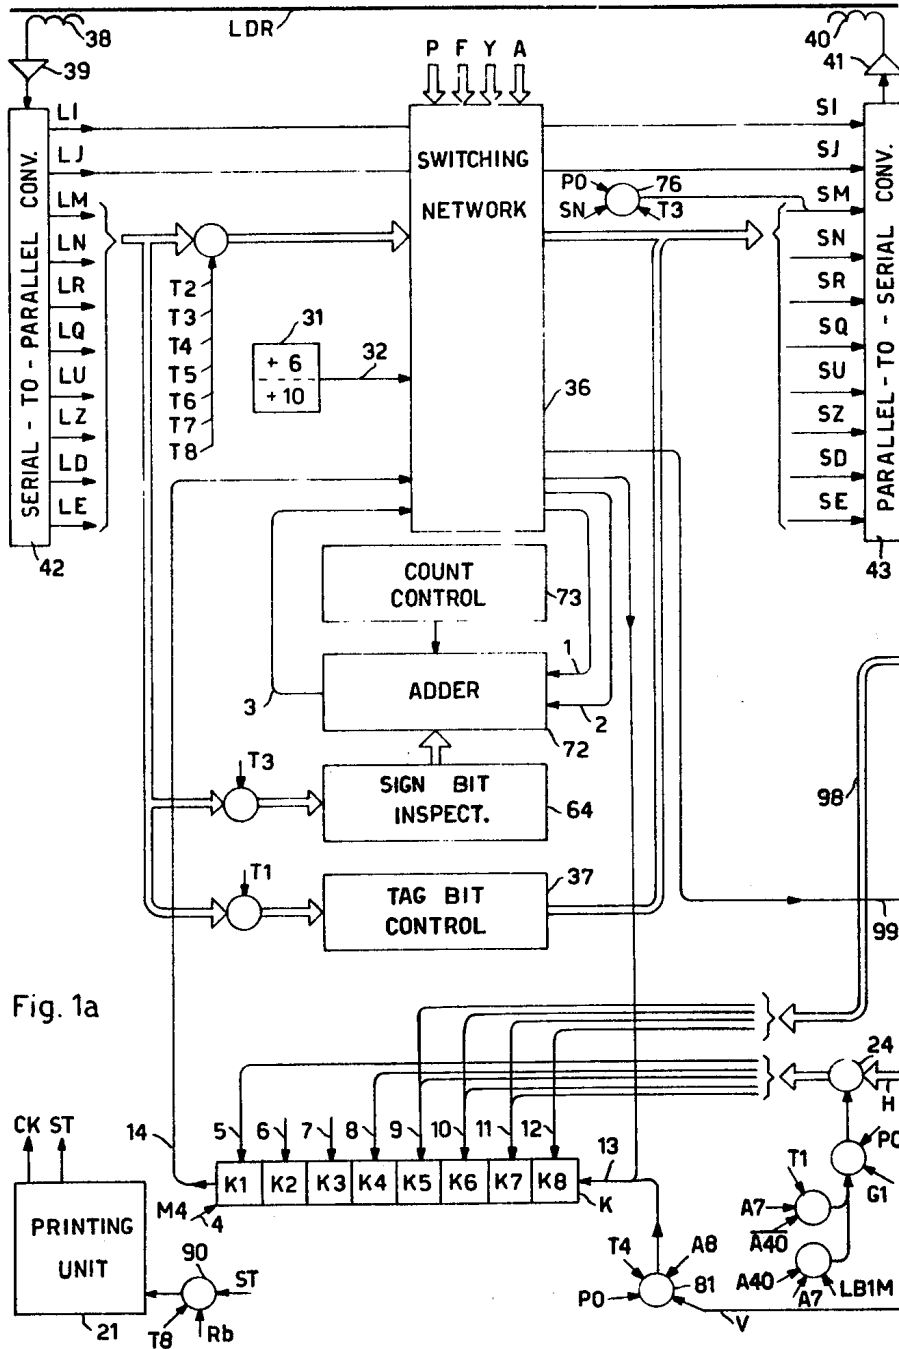 LDR
38
40
39
41
P F Y A
LI
LJ
LM
LN
LR
LQ
LU
LZ
LD
LE
SERIAL - TO - PARALLEL CONV.
42
SWITCHING
NETWORK
36
SI
SJ
SM
SN
SR
SQ
SU
SZ
SD
SE
PARALLEL - TO - SERIAL CONV.
43
P0
76
SN
T3
T2
T3
T4
T5
T6
T7
T8
31
+ 6
+ 10
32
COUNT
CONTROL
73
1
ADDER
3
2
72
T3
SIGN BIT
INSPECT.
64
98
T1
37
TAG BIT
CONTROL
99
Fig. 1a
24
H
CK ST
14
5 6 7 8 9 10 11 12
13
P0
G1
T1
K1 K2 K3 K4 K5 K6 K7 K8
K
M4
4
A7
A40
PRINTING
UNIT
21
90
ST
T8
Rb
T4
A8
81
P0
V
A40
A7
LB1M